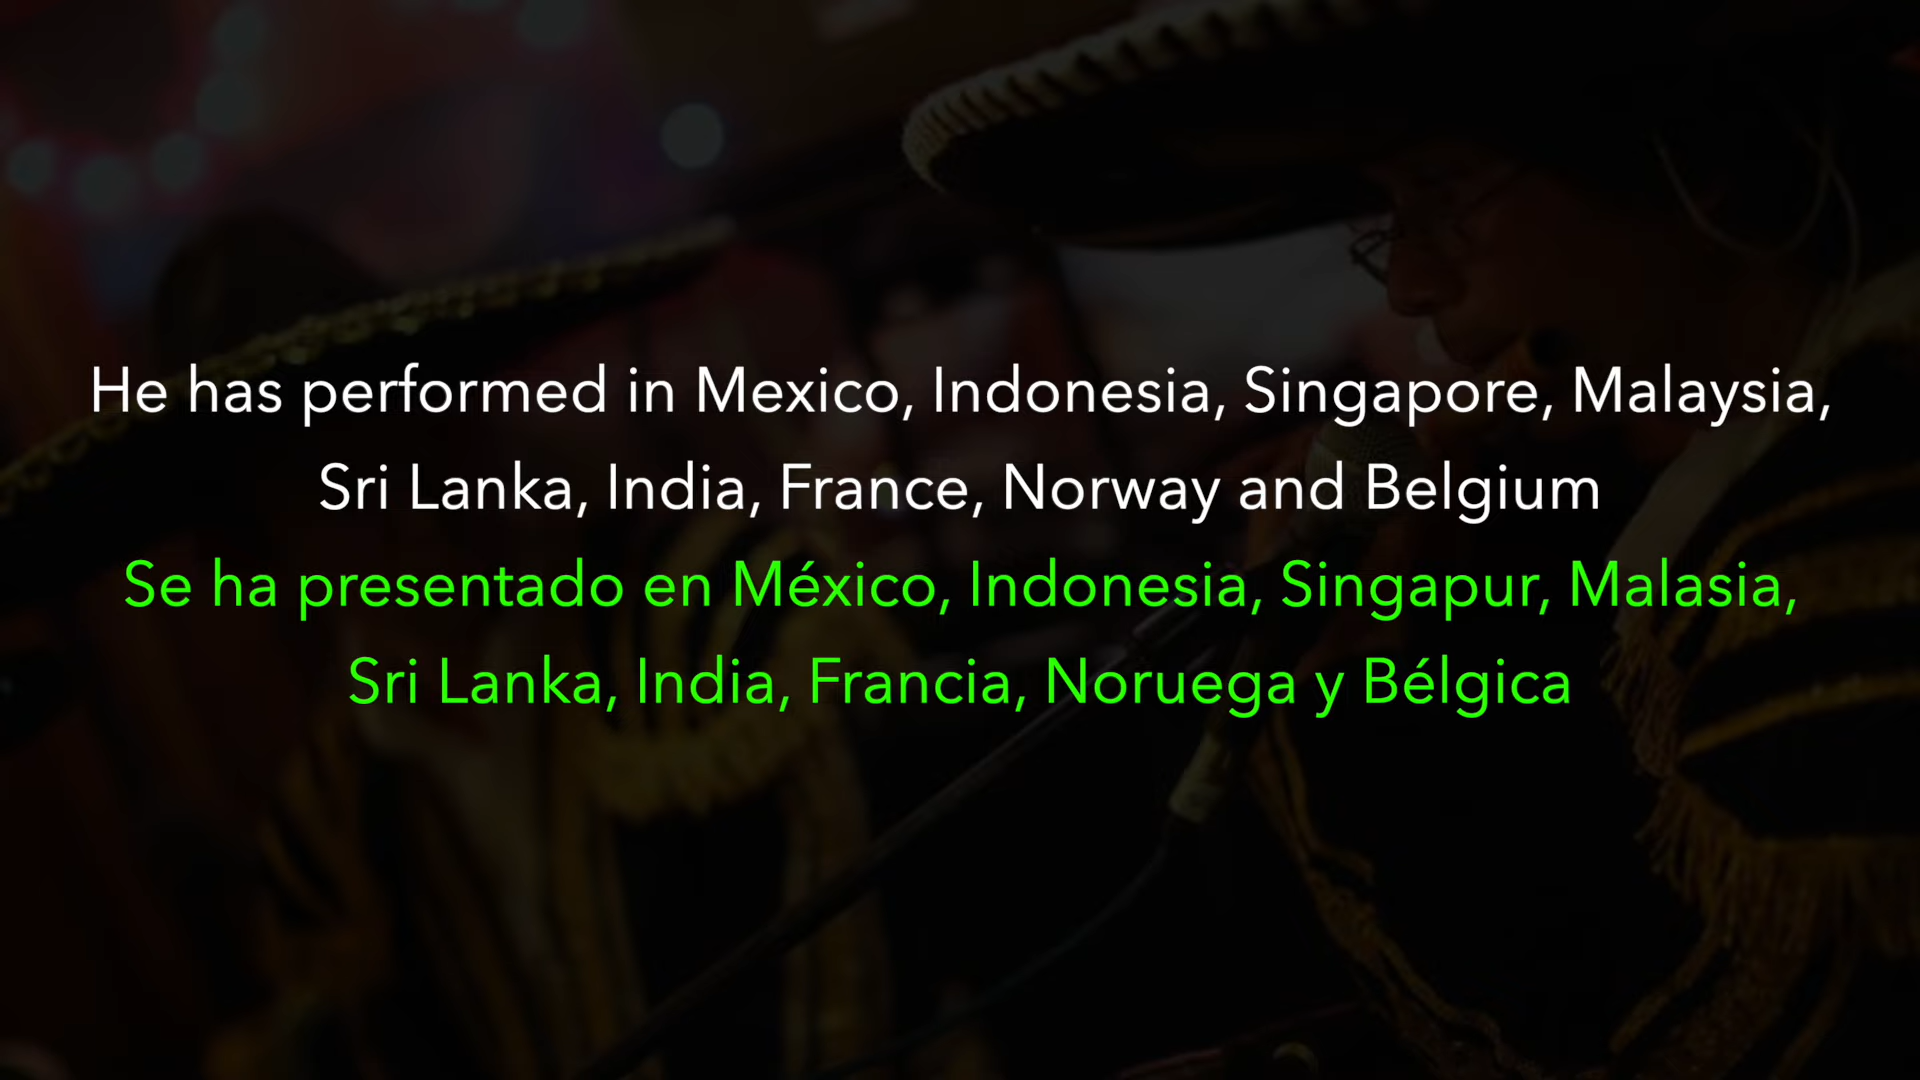 He has performed in Mexico, Indonesia, Singapore, Malaysia,
Sri Lanka, India, France, Norway and Belgium
Se ha presentado en México, Indonesia, Singapur, Malasia,
Sri Lanka, India, Francia, Noruega y Bélgica